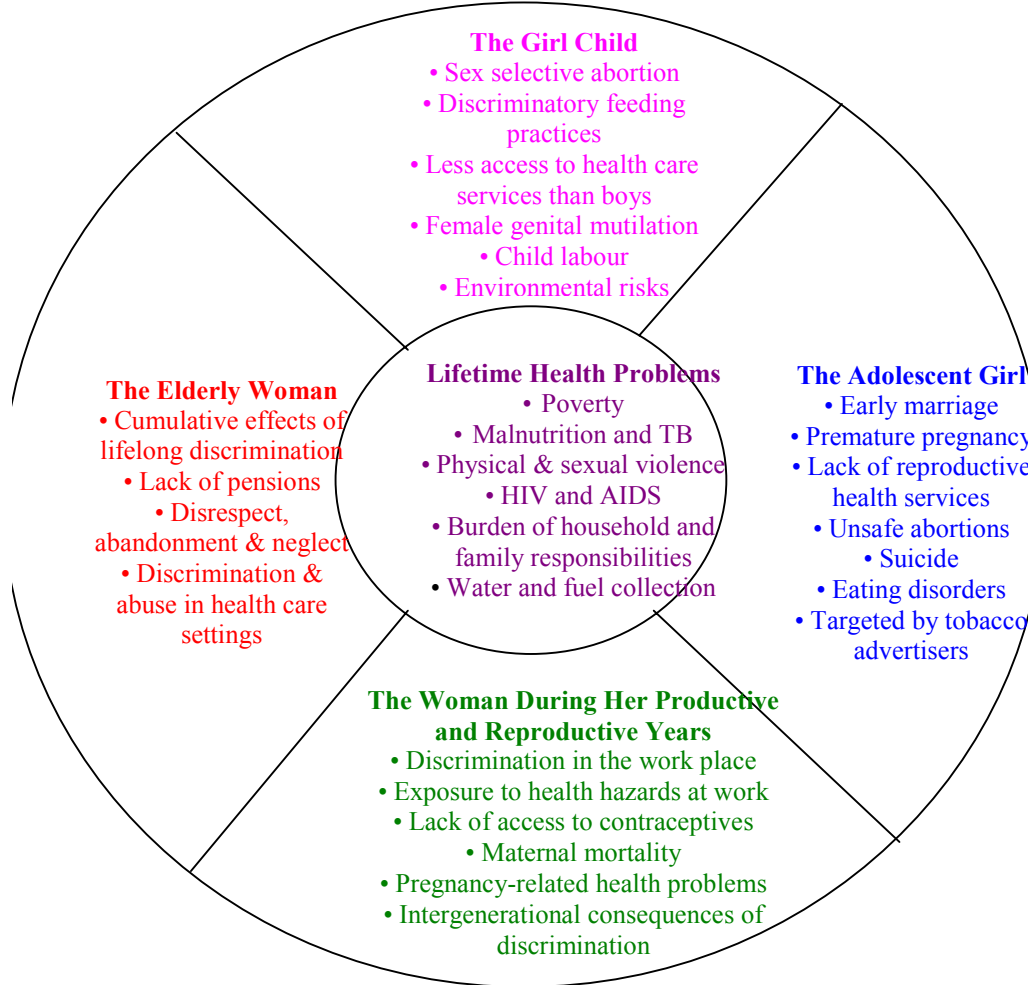 The Girl Child
• Sex selective abortion
• Discriminatory feeding
practices
• Less access to health care
services than boys
• Female genital mutilation
• Child labour
• Environmental risks
The Elderly Woman
• Cumulative effects of
lifelong discrimination
• Lack of pensions
• Disrespect,
abandonment & neglect
• Discrimination &
abuse in health care
settings
Lifetime Health Problems
• Poverty
• Malnutrition and TB
• Physical & sexual violence
• HIV and AIDS
• Burden of household and
family responsibilities
• Water and fuel collection
The Adolescent Girl
• Early marriage
• Premature pregnancy
• Lack of reproductive
health services
• Unsafe abortions
• Suicide
• Eating disorders
• Targeted by tobacco
advertisers
The Woman During Her Productive
and Reproductive Years
• Discrimination in the work place
• Exposure to health hazards at work
• Lack of access to contraceptives
• Maternal mortality
• Pregnancy-related health problems
• Intergenerational consequences of
discrimination